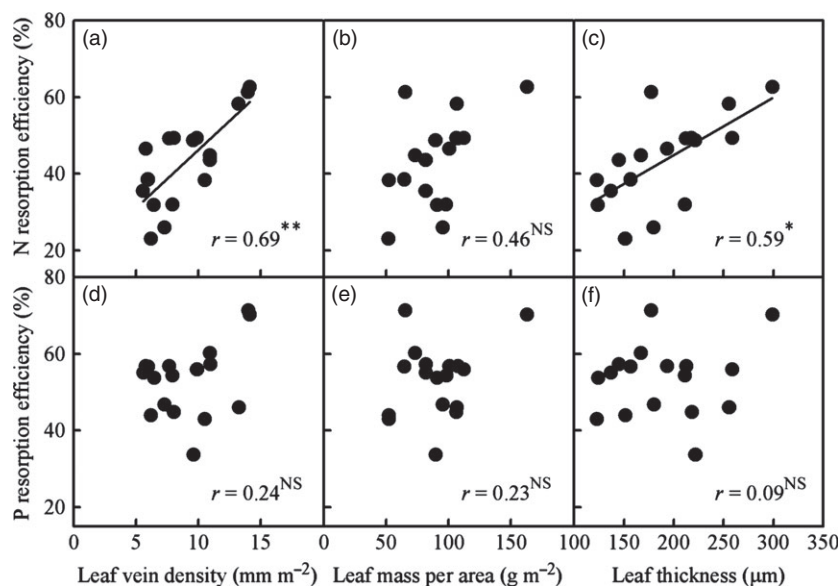 N resorption efficiency (%)
80
60
40
20
(a)
r = 0.69**
(b)
r = 0.46NS
(c)
r = 0.59*
P resorption efficiency (%)
80
60
40
20
(d)
r = 0.24NS
(e)
r = 0.23NS
(f)
r = 0.09NS
0 5 10 15
0 50 100 150
100 150 200 250 300 350
Leaf vein density (mm m−2)
Leaf mass per area (g m−2)
Leaf thickness (µm)